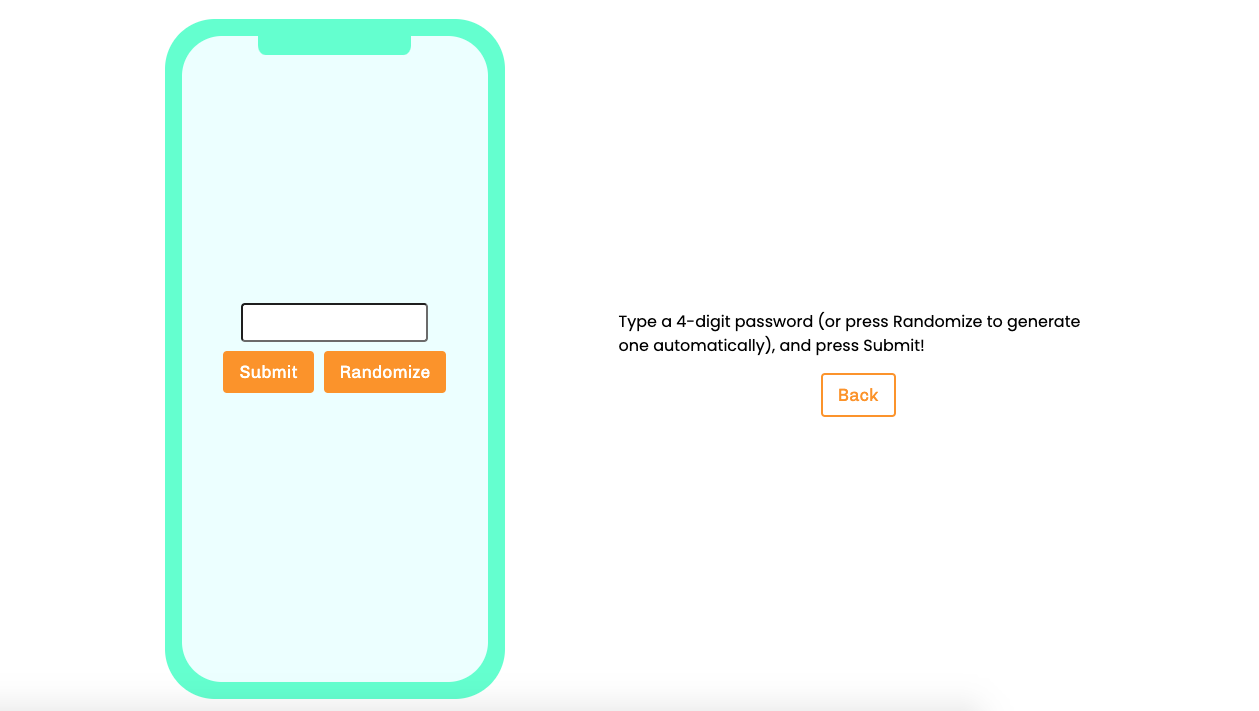 Submit Randomize
Type a 4-digit password (or press Randomize to generate
one automatically), and press Submit!
Back